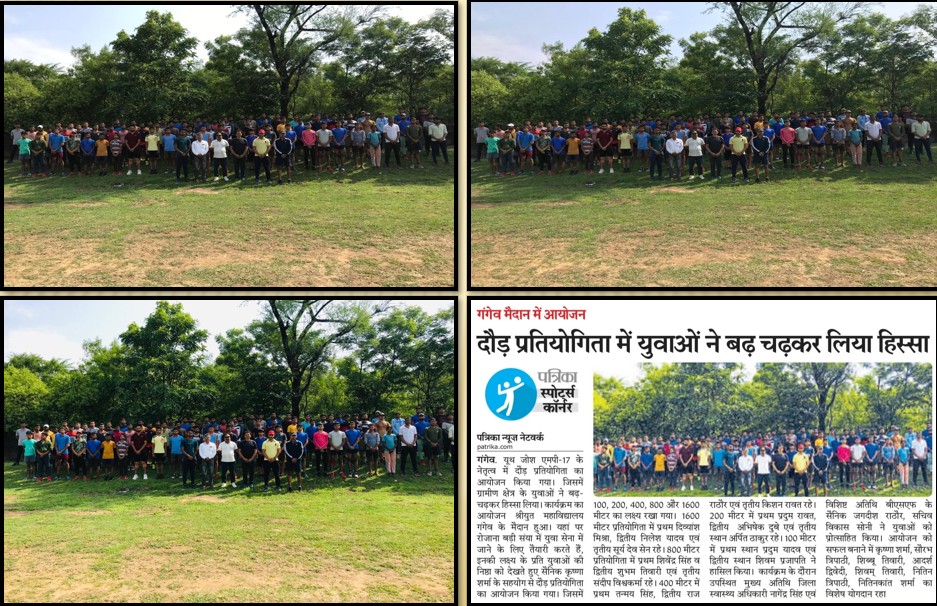 गंगेव मैदान में आयोजन
दौड़ प्रतियोगिता में युवाओं ने बढ़ चढ़कर लिया हिस्सा
पत्रिका
स्पोर्ट्स
कॉर्नर
पत्रिका न्यूज नेटवर्क
patrika.com
गंगेव. यूथ जोश एमपी-17 के
नेतृत्व में दौड़ प्रतियोगिता का
आयोजन किया गया। जिसमें
ग्रामीण क्षेत्र के युवाओं ने बढ़-
चढ़कर हिस्सा लिया। कार्यक्रम का
आयोजन श्रीयुत महाविद्यालय
गंगेव के मैदान हुआ। यहां पर
रोजाना बड़ी संया में युवा सेना में
जाने के लिए तैयारी करते हैं,
इनकी लक्ष्य के प्रति युवाओं की
निष्ठा को देखते हुए सैनिक कृष्णा
शर्मा के सहयोग से दौड़ प्रतियोगिता
का आयोजन किया गया। जिसमें
100, 200, 400, 800 और 1600
मीटर का लक्ष्य रखा गया। 1600
मीटर प्रतियोगिता में प्रथम दिव्यांश
मिश्रा, द्वितीय निलेश यादव एवं
तृतीय सूर्य देव सेन रहे। 800 मीटर
प्रतियोगिता में प्रथम शिवेंद्र सिंह व
द्वितीय शुभम तिवारी एवं तृतीय
संदीप विश्वकर्मा रहे। 400 मीटर में
प्रथम तन्मय सिंह, द्वितीय राज
राठौर एवं तृतीय किशन रावत रहे।
200 मीटर में प्रथम प्रदुम रावत,
द्वितीय अभिषेक दुबे एवं तृतीय
स्थान अर्पित ठाकुर रहे। 100 मीटर
में प्रथम स्थान प्रदुम यादव एवं
द्वितीय स्थान शिवम प्रजापति ने
हासिल किया। कार्यक्रम के दौरान
उपस्थित मुख्य अतिथि जिला
स्वास्थ्य अधिकारी नागेंद्र सिंह एवं
विशिष्ट अतिथि बीएसएफ के
सैनिक जगदीश राठौर, सचिव
विकास सोनी ने युवाओं को
प्रोत्साहित किया। आयोजन को
सफल बनाने में कृष्णा शर्मा, सौरभ
त्रिपाठी, शिब्बू तिवारी, आदर्श
द्विवेदी, शिवम् तिवारी, नितिन
त्रिपाठी, नितिनकांत शर्मा का
विशेष योगदान रहा